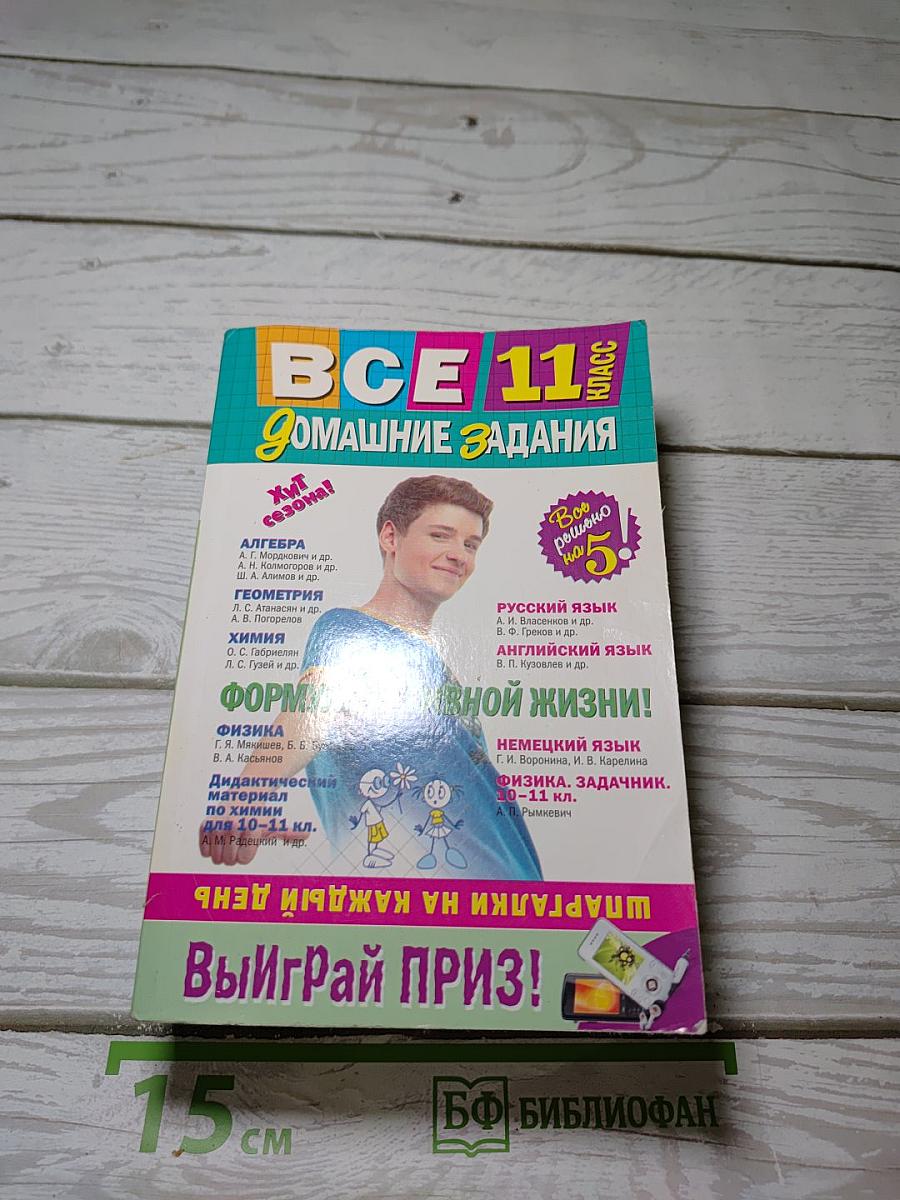 ВСЕ 11 КЛАСС
ДОМАШНИЕ ЗАДАНИЯ
ХИТ
сезона!
Все
решено
на 5!
АЛГЕБРА
А. Г. Мордкович и др.
А. Н. Колмогоров и др.
Ш. А. Алимов и др.
ГЕОМЕТРИЯ
Л. С. Атанасян и др.
А. В. Погорелов
ХИМИЯ
О. С. Габриелян
Л. С. Гузей и др.
РУССКИЙ ЯЗЫК
А. И. Власенков и др.
В. Ф. Греков и др.
АНГЛИЙСКИЙ ЯЗЫК
В. П. Кузовлев и др.
ЖИЗНИ!
ФИЗИКА
Г. Я. Мякишев, Б. Б.
В. А. Касьянов
Дидактический
материал
по химии
для 10–11 кл.
А. М. Радецкий и др.
НЕМЕЦКИЙ ЯЗЫК
Г. И. Воронина, И. В. Карелина
ФИЗИКА. ЗАДАЧНИК.
10–11 кл.
А. П. Рымкевич
ШПАРГАЛКИ НА КАЖДЫЙ ДЕНЬ
ВЫИГРАЙ ПРИЗ!
15 см
БФ БИБЛИОФАН